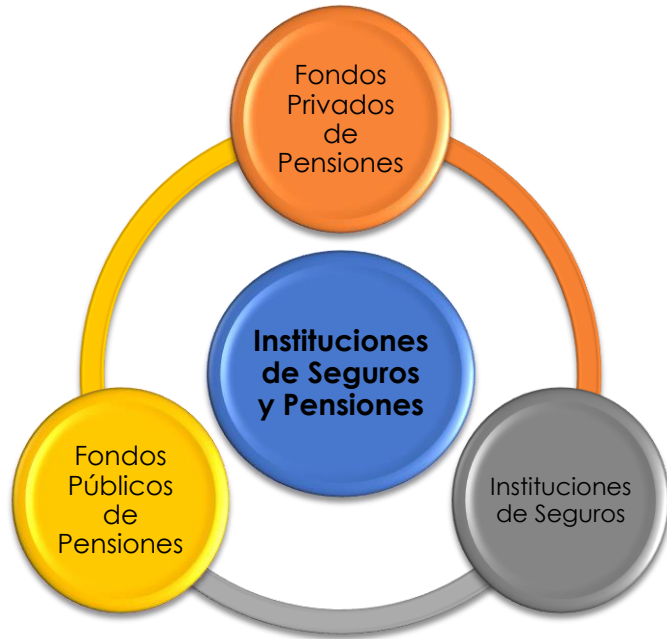 Fondos
Privados
de
Pensiones
Instituciones
de Seguros
y Pensiones
Fondos
Públicos
de
Pensiones
Instituciones
de Seguros